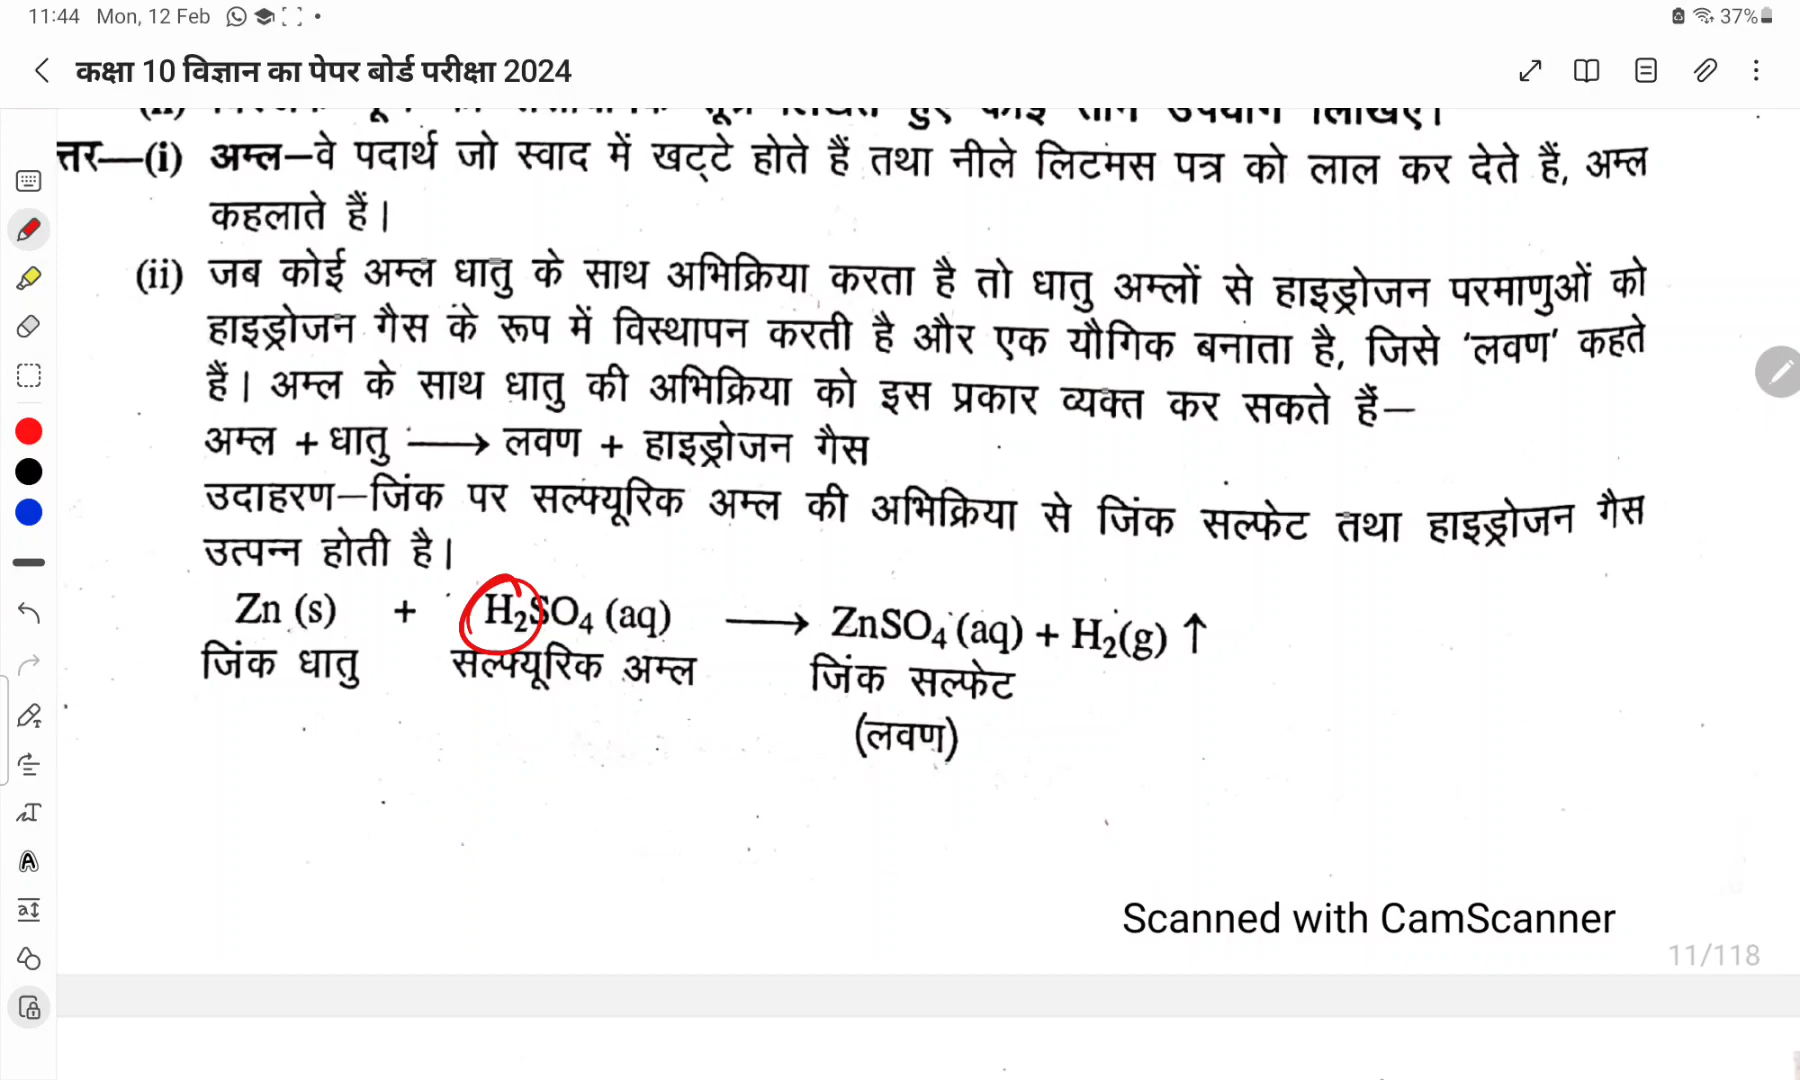 11:44 Mon, 12 Feb 37%
कक्षा 10 विज्ञान का पेपर बोर्ड परीक्षा 2024
हुए कोई तीन उपयोग लिखिए।
त्तर—(i) अम्ल–वे पदार्थ जो स्वाद में खट्टे होते हैं तथा नीले लिटमस पत्र को लाल कर देते हैं, अम्ल
कहलाते हैं।
(ii) जब कोई अम्ल धातु के साथ अभिक्रिया करता है तो धातु अम्लों से हाइड्रोजन परमाणुओं को
हाइड्रोजन गैस के रूप में विस्थापन करती है और एक यौगिक बनाता है, जिसे ‘लवण’ कहते
हैं। अम्ल के साथ धातु की अभिक्रिया को इस प्रकार व्यक्त कर सकते हैं–
अम्ल + धातु ⟶ लवण + हाइड्रोजन गैस
उदाहरण–जिंक पर सल्फ्यूरिक अम्ल की अभिक्रिया से जिंक सल्फेट तथा हाइड्रोजन गैस
उत्पन्न होती है।
Zn (s) + H₂SO₄ (aq) ⟶ ZnSO₄ (aq) + H₂(g) ↑
जिंक धातु सल्फ्यूरिक अम्ल जिंक सल्फेट
(लवण)
Scanned with CamScanner
11/118